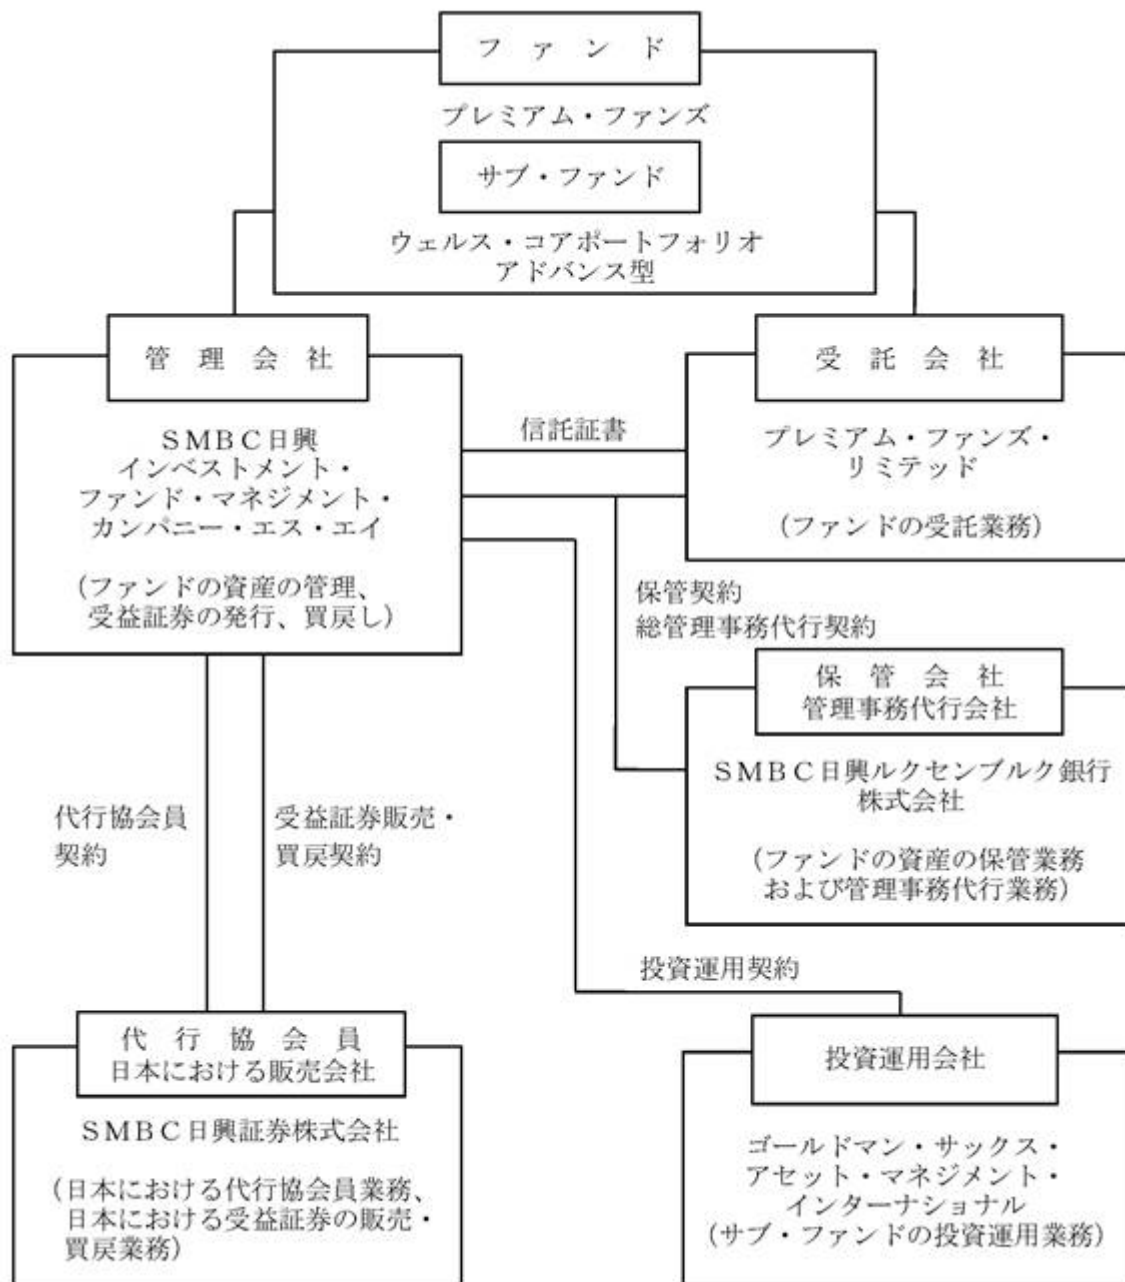 ファンド
プレミアム・ファンズ
サブ・ファンド
ウェルス・コアポートフォリオ
アドバンス型
管理会社
SMBC日興
インベストメント・
ファンド・マネジメント・
カンパニー・エス・エイ
(ファンドの資産の管理、
受益証券の発行、買戻し)
信託証書
受託会社
プレミアム・ファンズ・
リミテッド
(ファンドの受託業務)
保管契約
総管理事務代行契約
保管会社
管理事務代行会社
SMBC日興ルクセンブルク銀行
株式会社
(ファンドの資産の保管業務
および管理事務代行業務)
代行協会員
契約
受益証券販売・
買戻契約
投資運用契約
代行協会員
日本における販売会社
SMBC日興証券株式会社
(日本における代行協会員業務、
日本における受益証券の販売・
買戻業務)
投資運用会社
ゴールドマン・サックス・
アセット・マネジメント・
インターナショナル
(サブ・ファンドの投資運用業務)